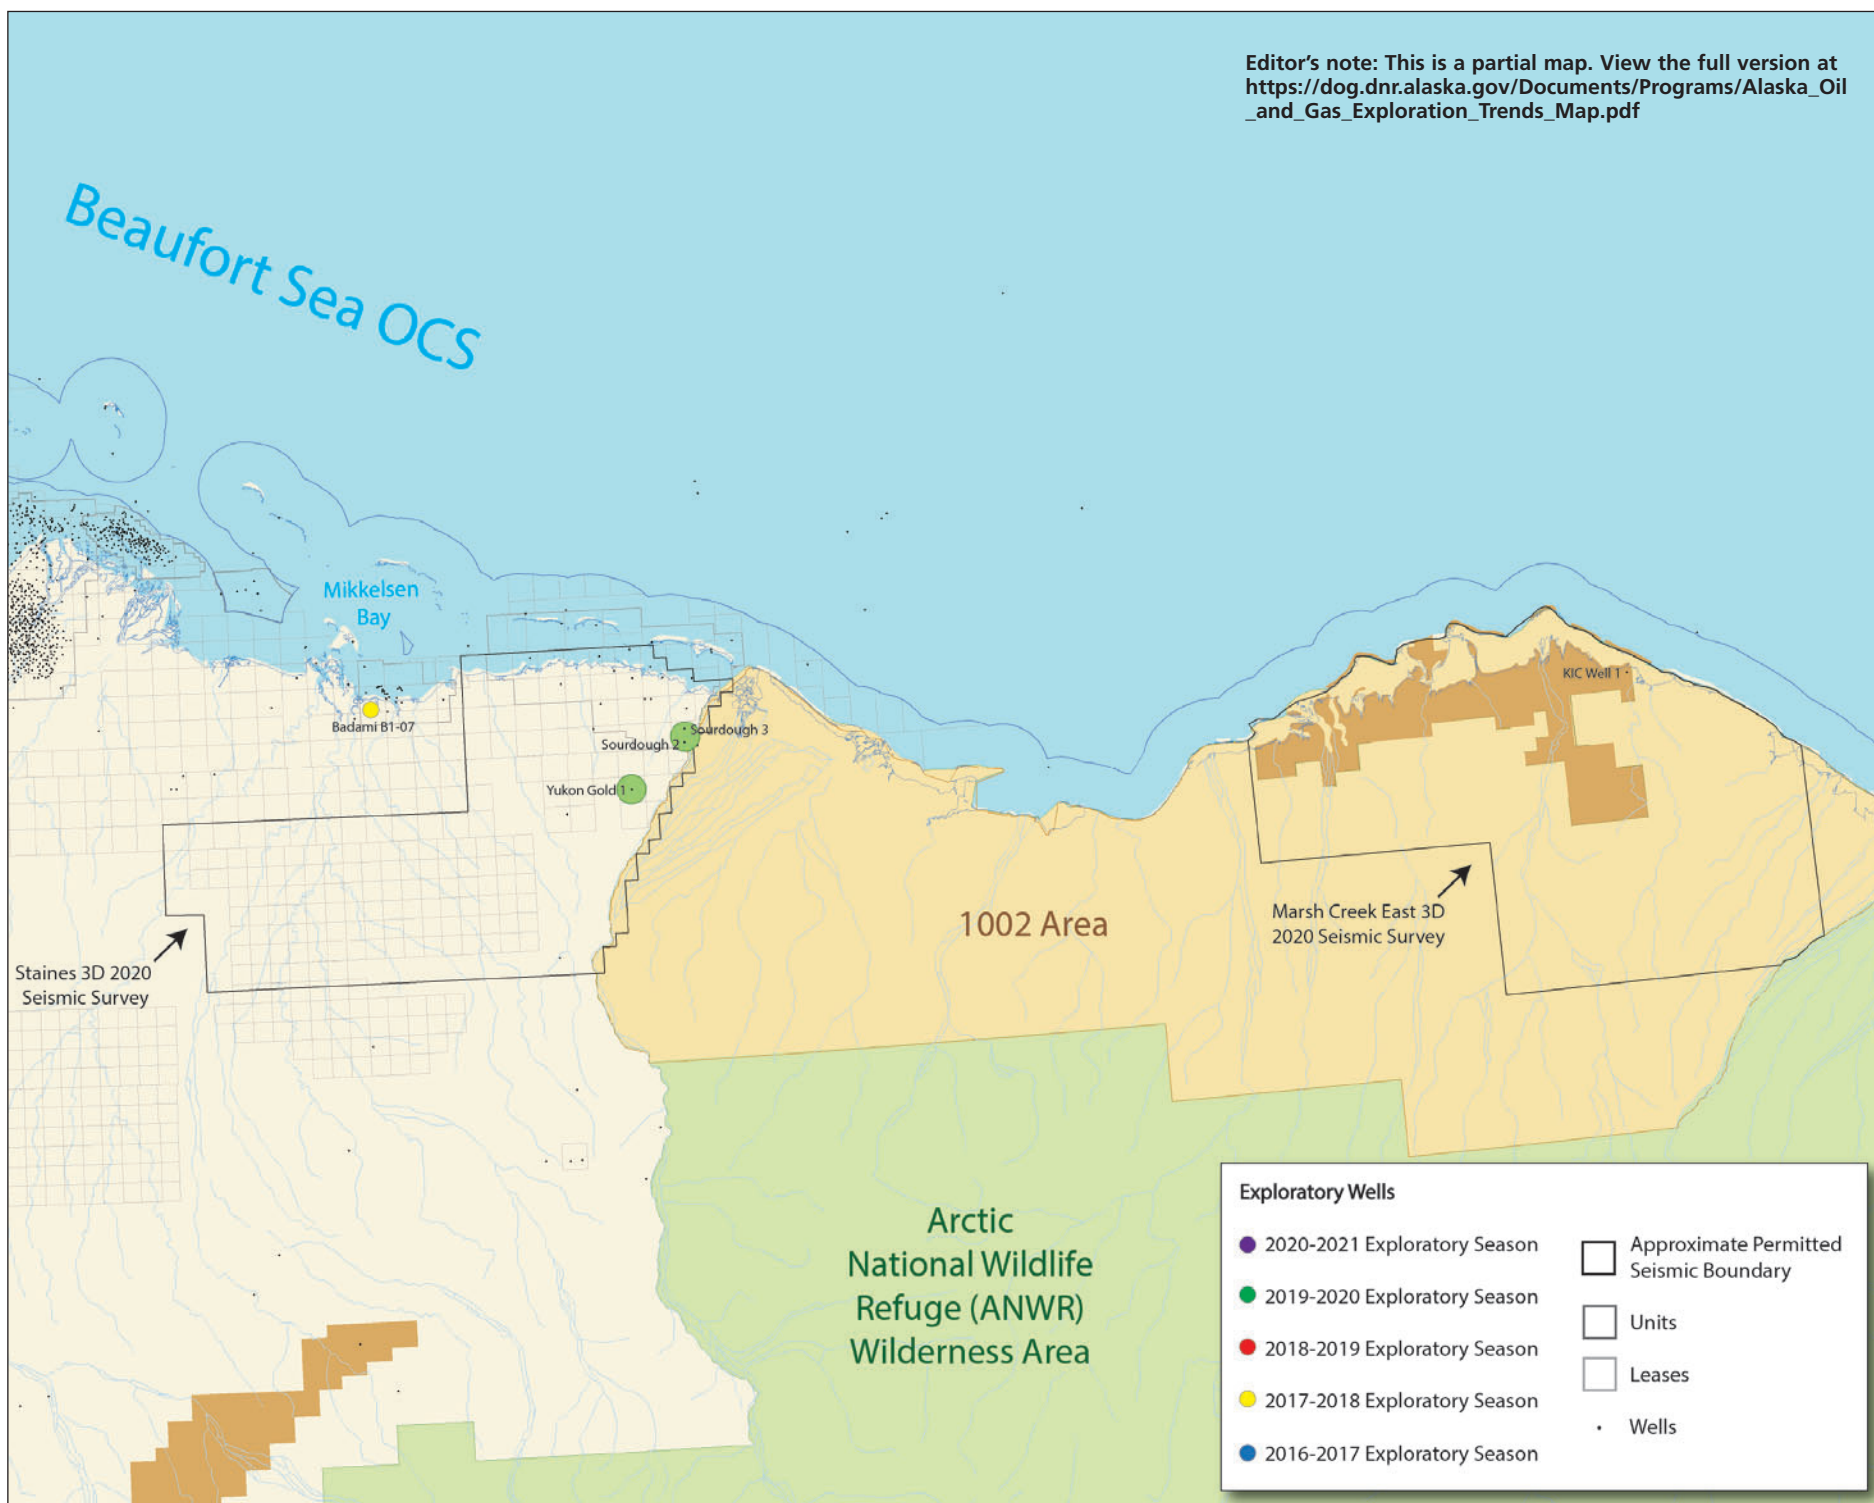 Editor's note: This is a partial map. View the full version at
https://dog.dnr.alaska.gov/Documents/Programs/Alaska_Oil
_and_Gas_Exploration_Trends_Map.pdf
Beaufort Sea OCS
Mikkelsen
Bay
KIC Well 1
Badami B1-07
Sourdough 3
Sourdough 2
Yukon Gold 1
1002 Area
Marsh Creek East 3D
2020 Seismic Survey
Staines 3D 2020
Seismic Survey
Arctic
National Wildlife
Refuge (ANWR)
Wilderness Area
Exploratory Wells
2020-2021 Exploratory Season
2019-2020 Exploratory Season
2018-2019 Exploratory Season
2017-2018 Exploratory Season
2016-2017 Exploratory Season
Approximate Permitted
Seismic Boundary
Units
Leases
Wells